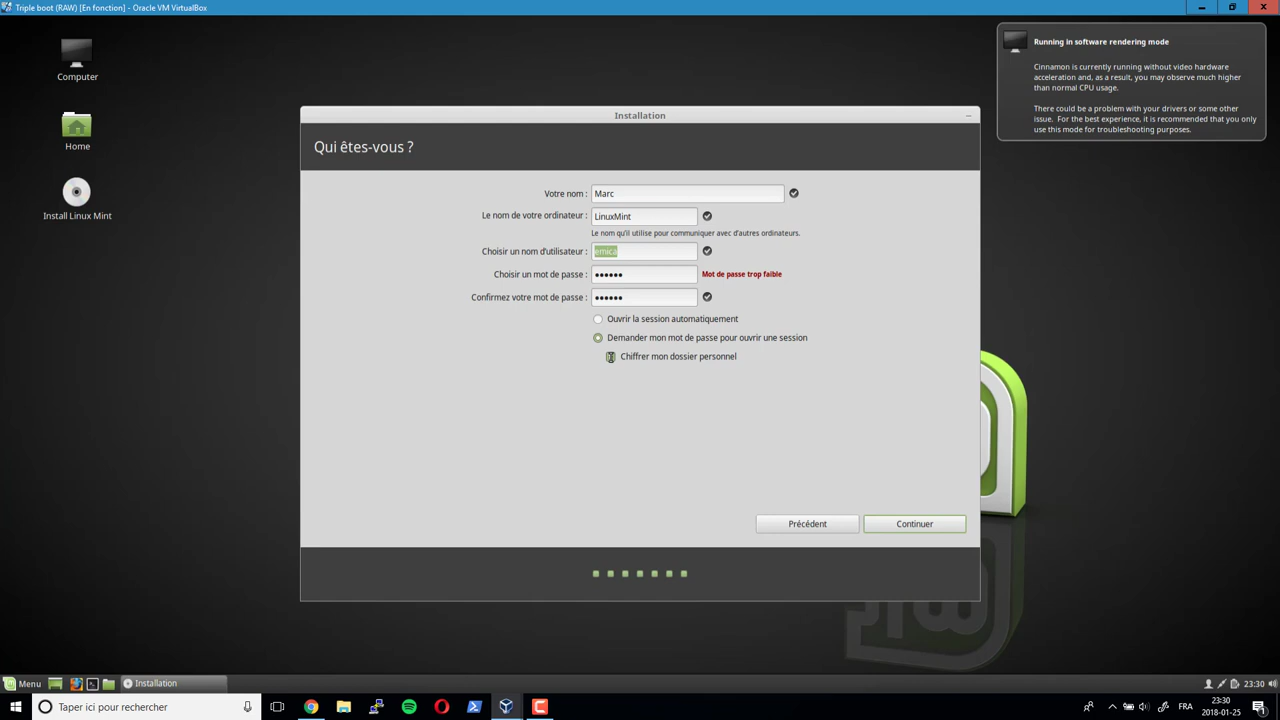 Triple boot (RAW) [En fonction] - Oracle VM VirtualBox
Computer
Home
Install Linux Mint
Running in software rendering mode
Cinnamon is currently running without video hardware
acceleration and, as a result, you may observe much higher
than normal CPU usage.
There could be a problem with your drivers or some other
issue. For the best experience, it is recommended that you only
use this mode for troubleshooting purposes.
Installation
Qui êtes-vous ?
Votre nom : Marc
Le nom de votre ordinateur : LinuxMint
Le nom qu'il utilise pour communiquer avec d'autres ordinateurs.
Choisir un nom d'utilisateur : emica
Choisir un mot de passe : •••••• Mot de passe trop faible
Confirmez votre mot de passe : ••••••
Ouvrir la session automatiquement
Demander mon mot de passe pour ouvrir une session
Chiffrer mon dossier personnel
Précédent Continuer
Menu Installation 23:30
Taper ici pour rechercher FRA 23:30
2018-01-25